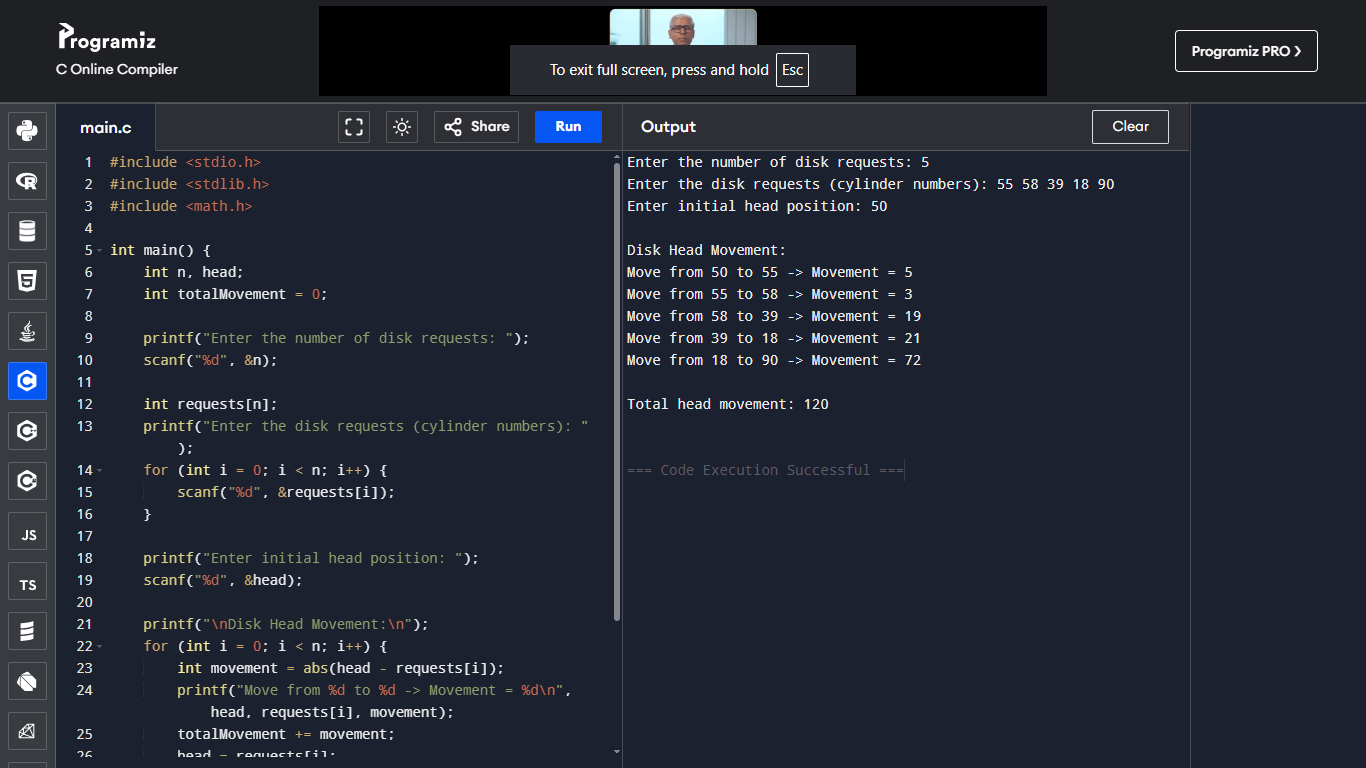 Programiz
C Online Compiler
To exit full screen, press and hold Esc
Programiz PRO
main.c
Share
Run
Output
Clear
1 #include <stdio.h>
2 #include <stdlib.h>
3 #include <math.h>
4
5 int main() {
6 int n, head;
7 int totalMovement = 0;
8
9 printf("Enter the number of disk requests: ");
10 scanf("%d", &n);
11
12 int requests[n];
13 printf("Enter the disk requests (cylinder numbers): "
);
14 for (int i = 0; i < n; i++) {
15 scanf("%d", &requests[i]);
16 }
17
18 printf("Enter initial head position: ");
19 scanf("%d", &head);
20
21 printf("\nDisk Head Movement:\n");
22 for (int i = 0; i < n; i++) {
23 int movement = abs(head - requests[i]);
24 printf("Move from %d to %d -> Movement = %d\n",
head, requests[i], movement);
25 totalMovement += movement;
26 head = requests[i];
Enter the number of disk requests: 5
Enter the disk requests (cylinder numbers): 55 58 39 18 90
Enter initial head position: 50
Disk Head Movement:
Move from 50 to 55 -> Movement = 5
Move from 55 to 58 -> Movement = 3
Move from 58 to 39 -> Movement = 19
Move from 39 to 18 -> Movement = 21
Move from 18 to 90 -> Movement = 72
Total head movement: 120
=== Code Execution Successful ===
JS
TS